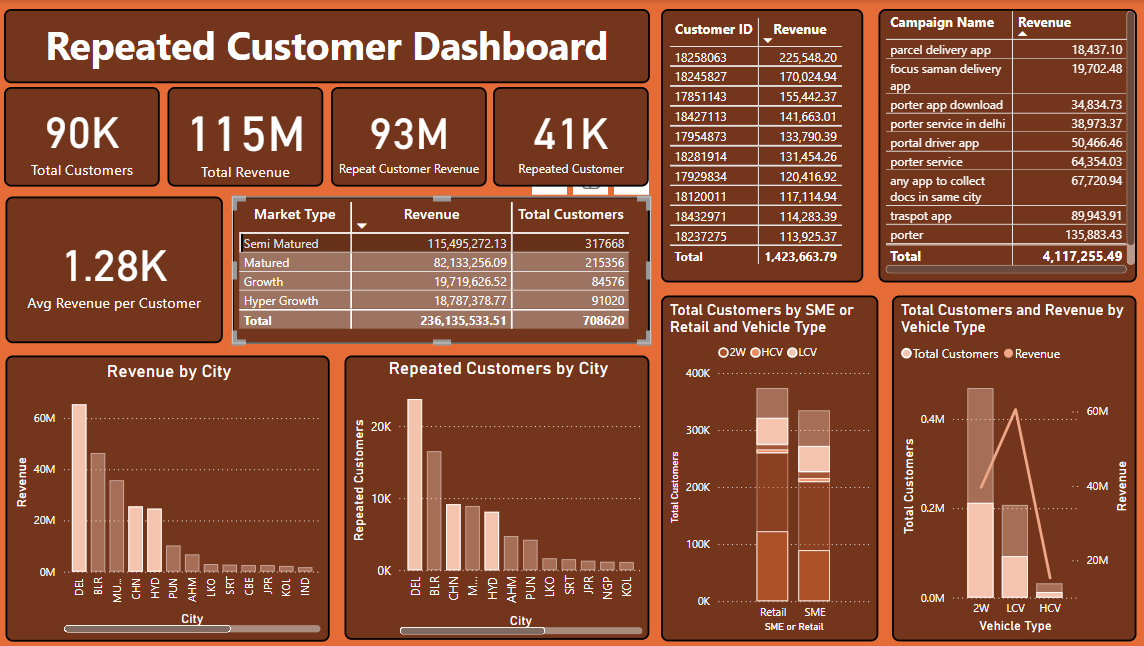 Repeated Customer Dashboard
90K
Total Customers
115M
Total Revenue
93M
Repeat Customer Revenue
41K
Repeated Customer
1.28K
Avg Revenue per Customer
Market Type Revenue Total Customers
Semi Matured 115,495,272.13 317668
Matured 82,133,256.09 215356
Growth 19,719,626.52 84576
Hyper Growth 18,787,378.77 91020
Total 236,135,533.51 708620
Customer ID Revenue
18258063 225,548.20
18245827 170,024.94
17851143 155,442.37
18427113 141,663.01
17954873 133,790.39
18281914 131,454.26
17929834 120,416.92
18120011 117,114.94
18432971 114,283.39
18237275 113,925.37
Total 1,423,663.79
Campaign Name Revenue
parcel delivery app 18,437.10
focus saman delivery 19,702.48
app
porter app download 34,834.73
porter service in delhi 38,973.37
portal driver app 50,466.46
porter service 64,354.03
any app to collect 67,720.94
docs in same city
traspot app 89,943.91
porter 135,883.43
Total 4,117,255.49
Revenue by City
Revenue
60M
40M
20M
0M
DEL BLR MU... CHN HYD PUN AHM LKO SRT CBE JPR KOL IND
City
Repeated Customers by City
Repeated Customers
20K
10K
0K
DEL BLR CHN M... HYD AHM PUN LKO SRT JPR NGP KOL
City
Total Customers by SME or
Retail and Vehicle Type
2W HCV LCV
Total Customers
400K
300K
200K
100K
0K
Retail SME
SME or Retail
Total Customers and Revenue by
Vehicle Type
Total Customers Revenue
Total Customers
0.4M
0.2M
0.0M
60M
40M
20M
Revenue
2W LCV HCV
Vehicle Type